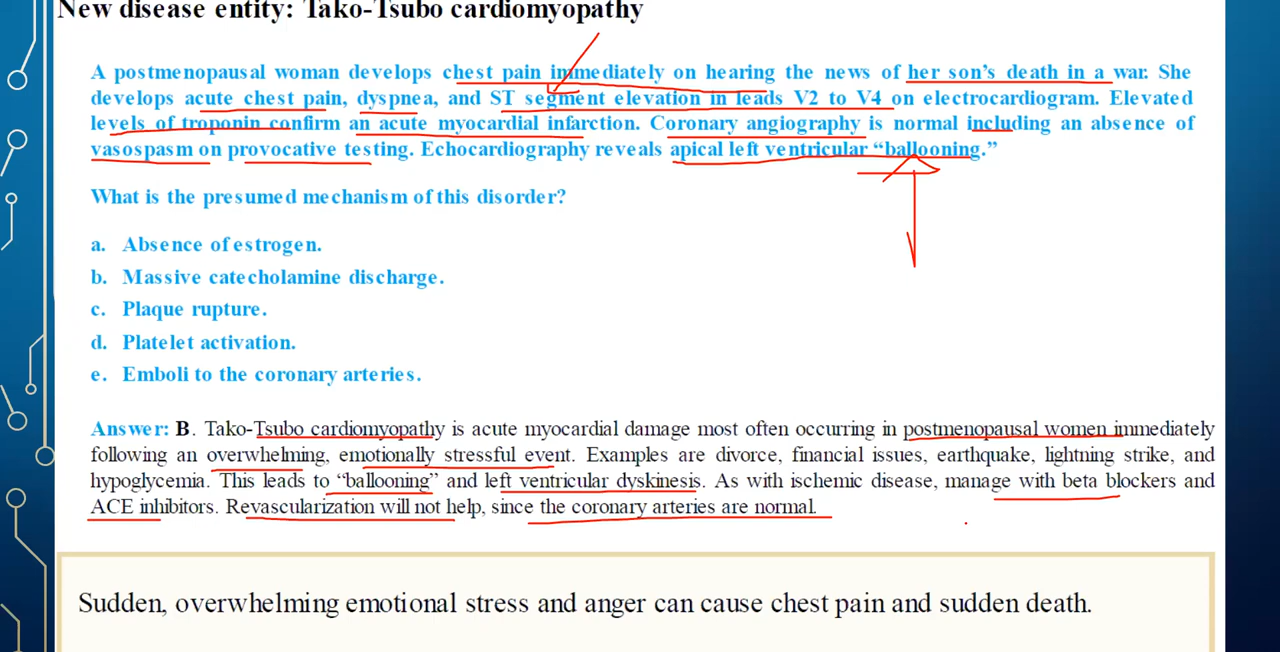 New disease entity: Tako-Tsubo cardiomyopathy
A postmenopausal woman develops chest pain immediately on hearing the news of her son's death in a war. She
develops acute chest pain, dyspnea, and ST segment elevation in leads V2 to V4 on electrocardiogram. Elevated
levels of troponin confirm an acute myocardial infarction. Coronary angiography is normal including an absence of
vasospasm on provocative testing. Echocardiography reveals apical left ventricular “ballooning.”
What is the presumed mechanism of this disorder?
a. Absence of estrogen.
b. Massive catecholamine discharge.
c. Plaque rupture.
d. Platelet activation.
e. Emboli to the coronary arteries.
Answer: B. Tako-Tsubo cardiomyopathy is acute myocardial damage most often occurring in postmenopausal women immediately
following an overwhelming, emotionally stressful event. Examples are divorce, financial issues, earthquake, lightning strike, and
hypoglycemia. This leads to “ballooning” and left ventricular dyskinesis. As with ischemic disease, manage with beta blockers and
ACE inhibitors. Revascularization will not help, since the coronary arteries are normal.
Sudden, overwhelming emotional stress and anger can cause chest pain and sudden death.